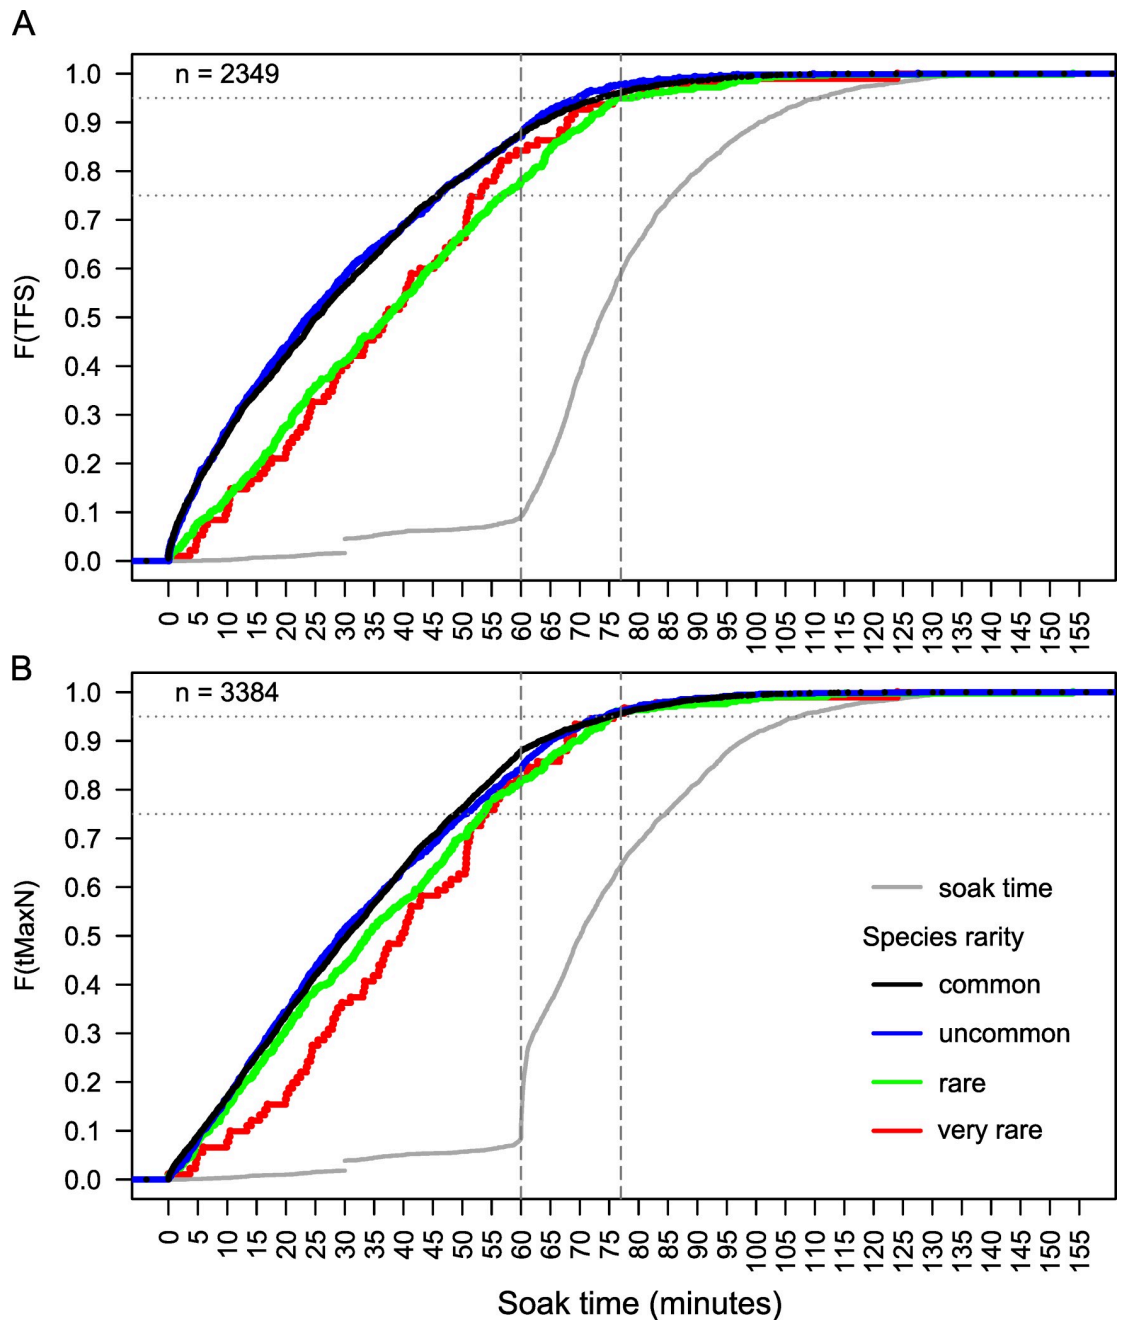 A
n = 2349
F(TFS)
1.0
0.9
0.8
0.7
0.6
0.5
0.4
0.3
0.2
0.1
0.0
0 5 10 15 20 25 30 35 40 45 50 55 60 65 70 75 80 85 90 95 100 105 110 115 120 125 130 135 140 145 150 155
B
n = 3384
F(tMaxN)
1.0
0.9
0.8
0.7
0.6
0.5
0.4
0.3
0.2
0.1
0.0
soak time
Species rarity
common
uncommon
rare
very rare
0 5 10 15 20 25 30 35 40 45 50 55 60 65 70 75 80 85 90 95 100 105 110 115 120 125 130 135 140 145 150 155
Soak time (minutes)